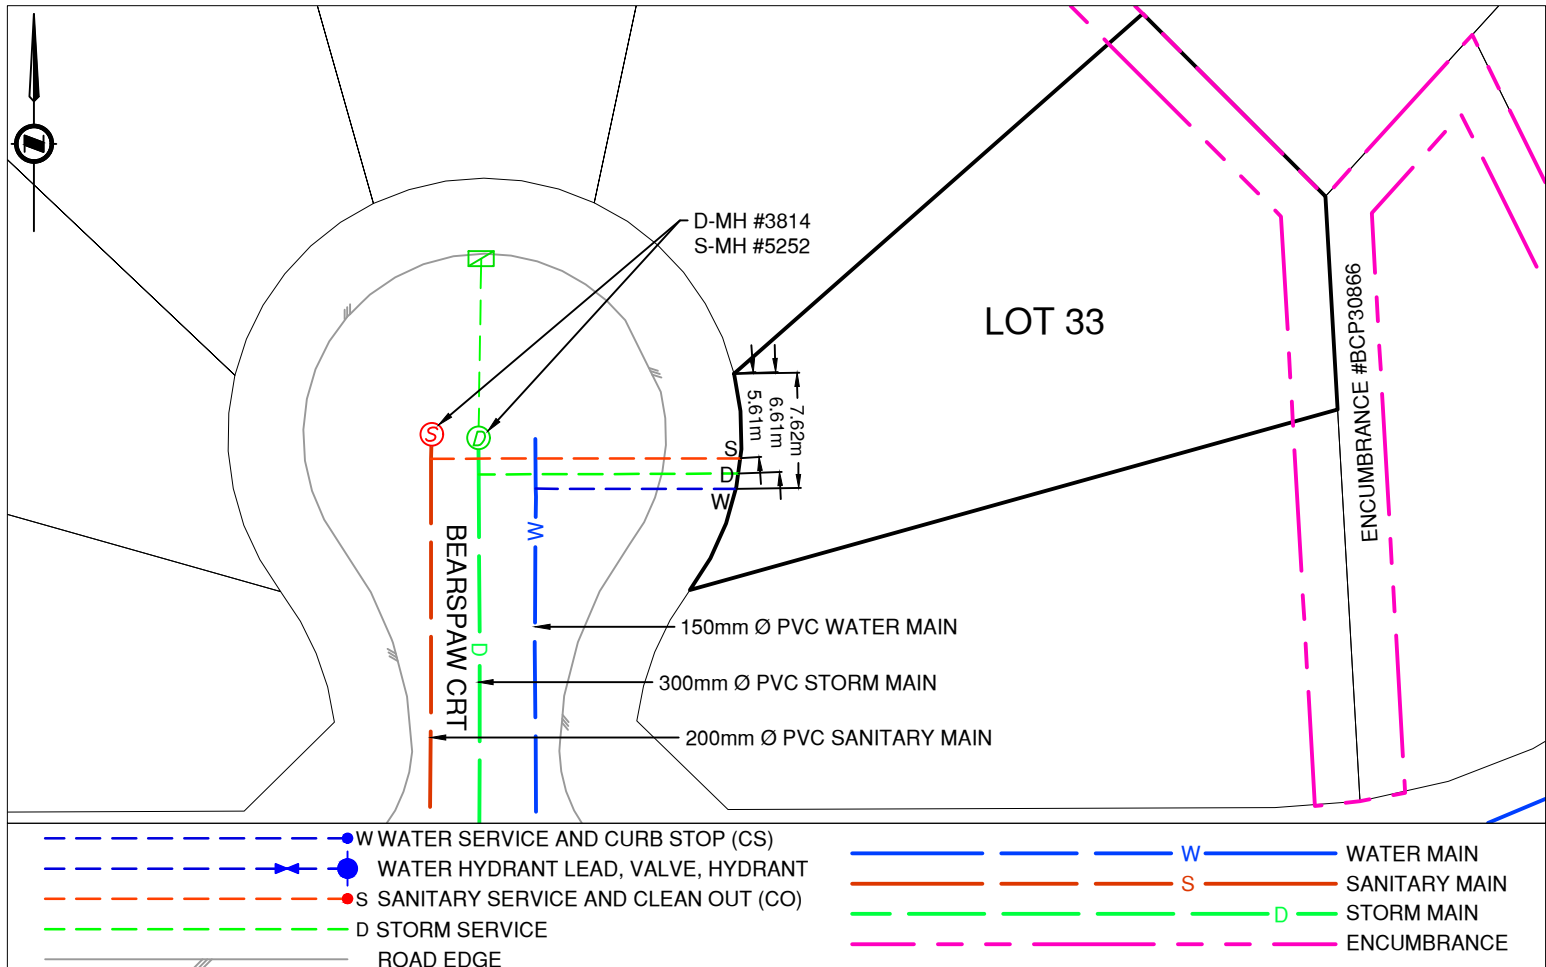 N
D-MH #3814
S-MH #5252
LOT 33
ENCUMBRANCE #BCP30866
5.61m
6.61m
7.62m
S
D
S
D
W
W
D
BEARSPAW CRT
150mm Ø PVC WATER MAIN
300mm Ø PVC STORM MAIN
200mm Ø PVC SANITARY MAIN
W WATER SERVICE AND CURB STOP (CS)
WATER HYDRANT LEAD, VALVE, HYDRANT
S SANITARY SERVICE AND CLEAN OUT (CO)
D STORM SERVICE
ROAD EDGE
W WATER MAIN
S SANITARY MAIN
D STORM MAIN
ENCUMBRANCE